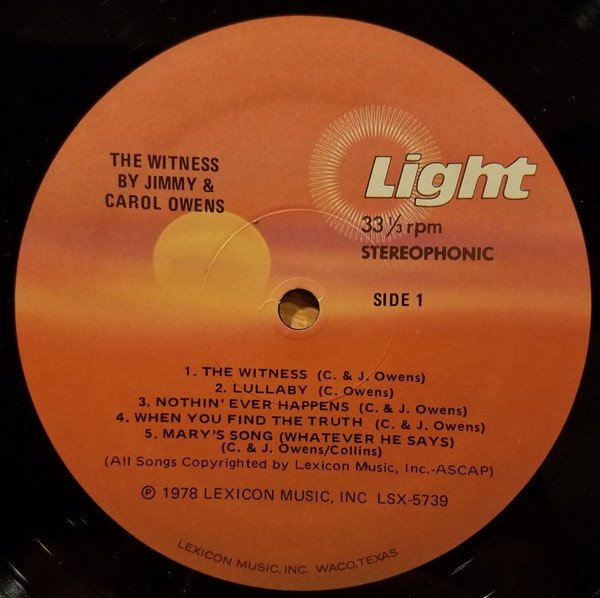 THE WITNESS
BY JIMMY &
CAROL OWENS
Light
33 1/3 rpm
STEREOPHONIC
SIDE 1
1. THE WITNESS (C. & J. Owens)
2. LULLABY (C. Owens)
3. NOTHIN' EVER HAPPENS (C. & J. Owens)
4. WHEN YOU FIND THE TRUTH (C. & J. Owens)
5. MARY'S SONG (WHATEVER HE SAYS)
(C. & J. Owens/Collins)
(All Songs Copyrighted by Lexicon Music, Inc.-ASCAP)
℗ 1978 LEXICON MUSIC, INC LSX-5739
LEXICON MUSIC, INC. WACO, TEXAS